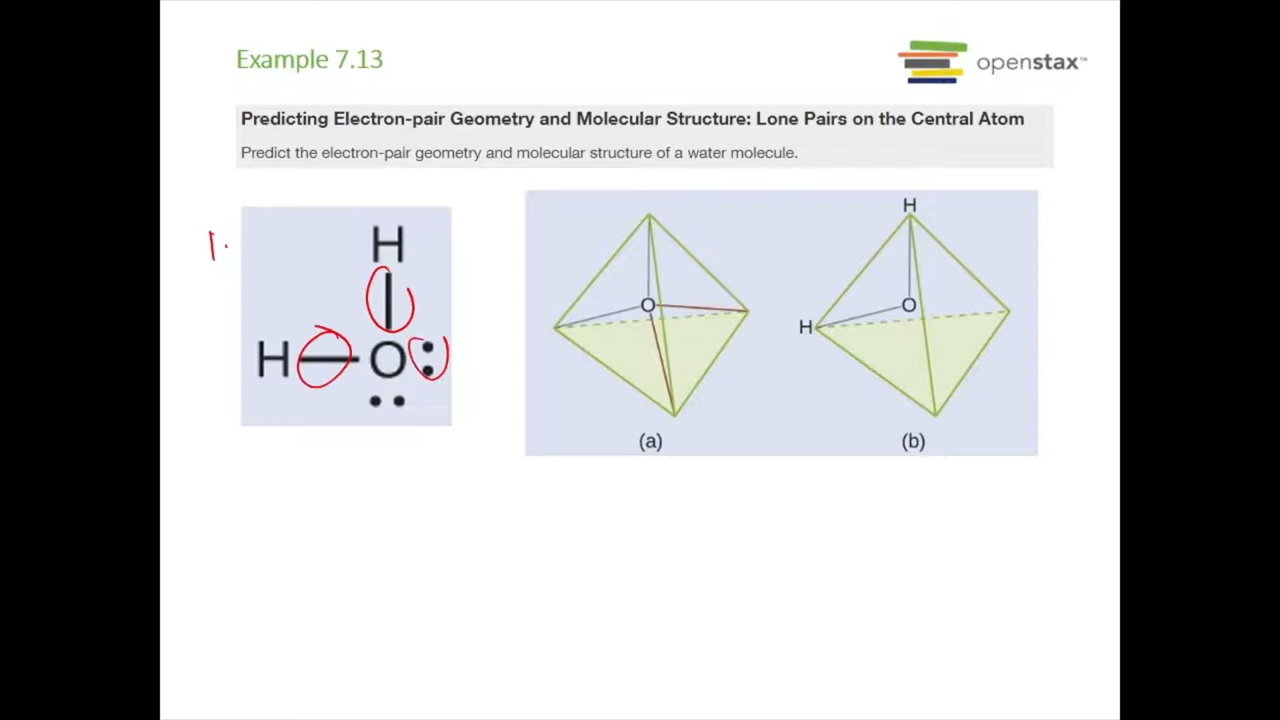 Example 7.13
openstax™
Predicting Electron-pair Geometry and Molecular Structure: Lone Pairs on the Central Atom
Predict the electron-pair geometry and molecular structure of a water molecule.
1.
H
H O
O
(a)
H
H O
(b)